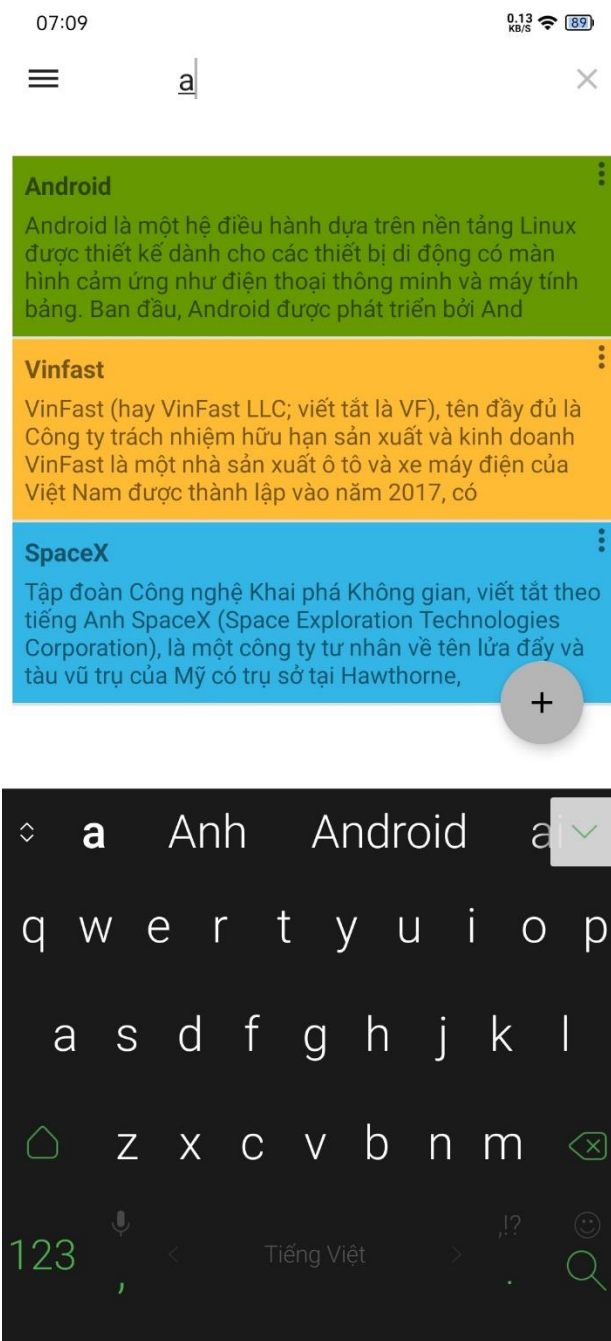 07:09 0.13 KB/S 89
a
Android
Android là một hệ điều hành dựa trên nền tảng Linux
được thiết kế dành cho các thiết bị di động có màn
hình cảm ứng như điện thoại thông minh và máy tính
bảng. Ban đầu, Android được phát triển bởi And
Vinfast
VinFast (hay VinFast LLC; viết tắt là VF), tên đầy đủ là
Công ty trách nhiệm hữu hạn sản xuất và kinh doanh
VinFast là một nhà sản xuất ô tô và xe máy điện của
Việt Nam được thành lập vào năm 2017, có
SpaceX
Tập đoàn Công nghệ Khai phá Không gian, viết tắt theo
tiếng Anh SpaceX (Space Exploration Technologies
Corporation), là một công ty tư nhân về tên lửa đẩy và
tàu vũ trụ của Mỹ có trụ sở tại Hawthorne,
+
a Anh Android ai
q w e r t y u i o p
a s d f g h j k l
z x c v b n m
,!?
123 , < Tiếng Việt > .